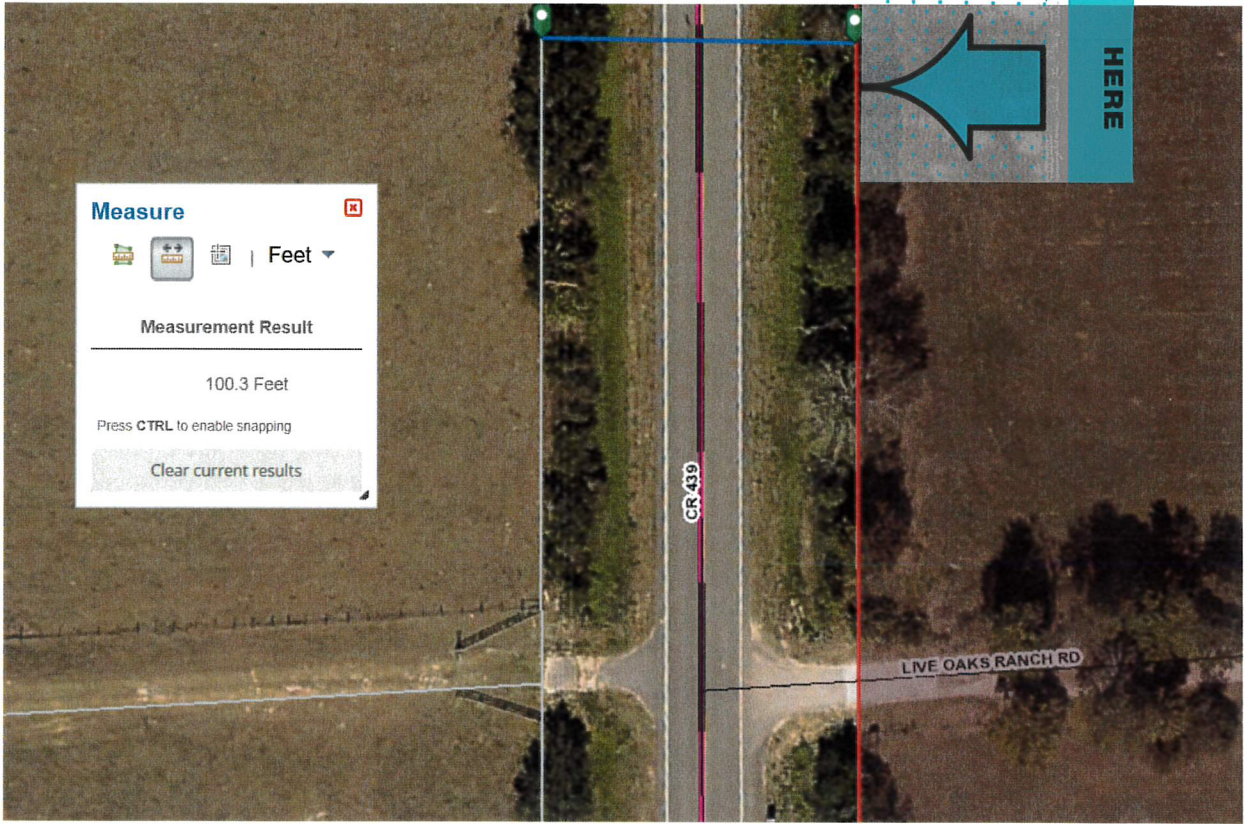 HERE
Measure
Feet
Measurement Result
100.3 Feet
Press CTRL to enable snapping
Clear current results
CR 439
LIVE OAKS RANCH RD